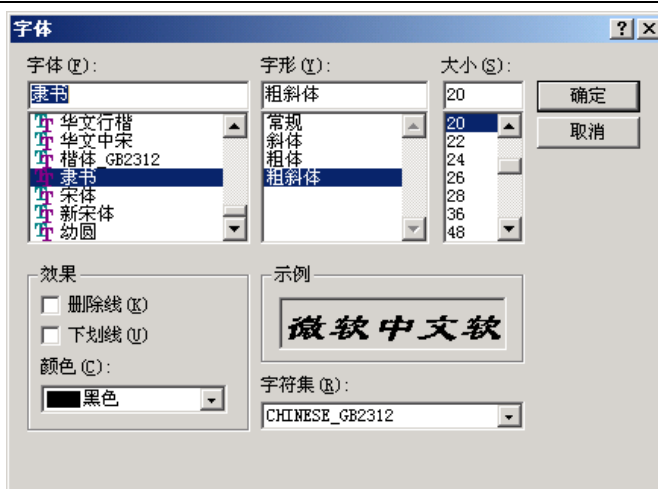 字体
字体(F):
隶书
华文行楷
华文中宋
楷体_GB2312
隶书
宋体
新宋体
幼圆
字形(Y):
粗斜体
常规
斜体
粗体
粗斜体
大小(S):
20
20
22
24
26
28
36
48
确定
取消
效果
删除线(K)
下划线(U)
颜色(C):
黑色
示例
微软中文软
字符集(R):
CHINESE_GB2312